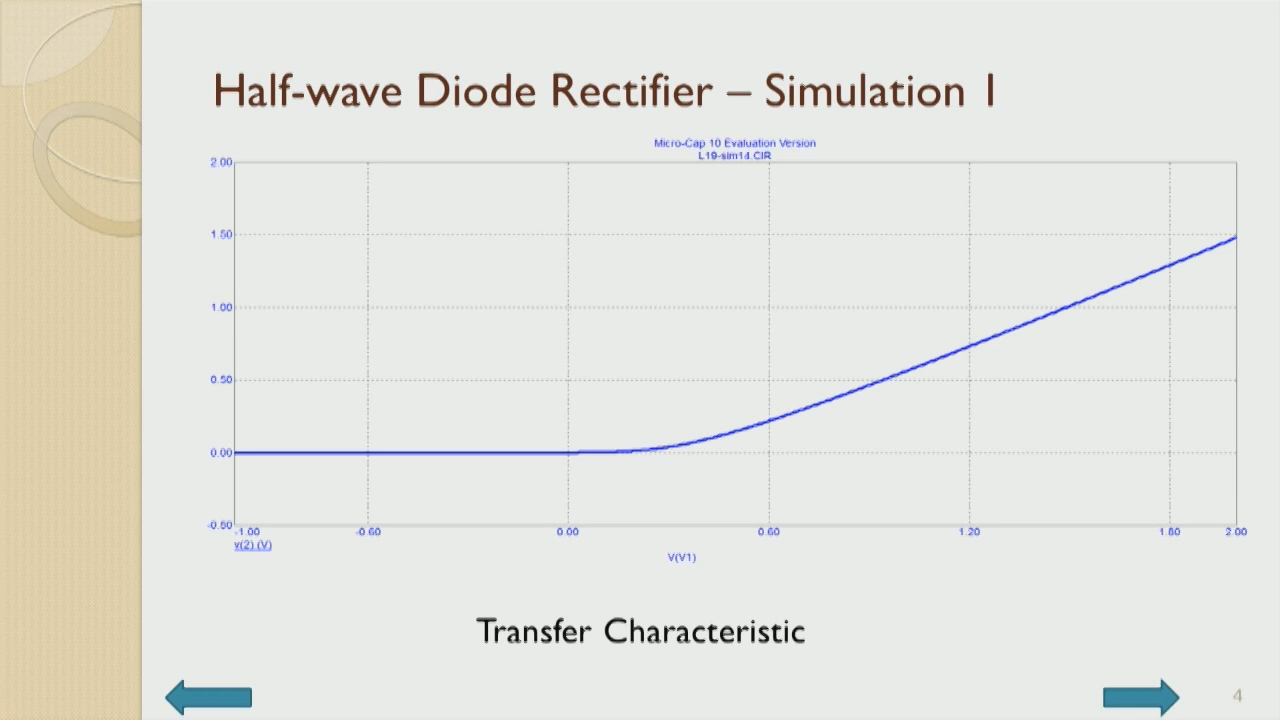 Half-wave Diode Rectifier – Simulation 1
Micro-Cap 10 Evaluation Version
L19-sim14.CIR
2.00
1.50
1.00
0.50
0.00
-0.50
-1.00 -0.60 0.00 0.60 1.20 1.80 2.00
v(2) (V)
V(V1)
Transfer Characteristic
4